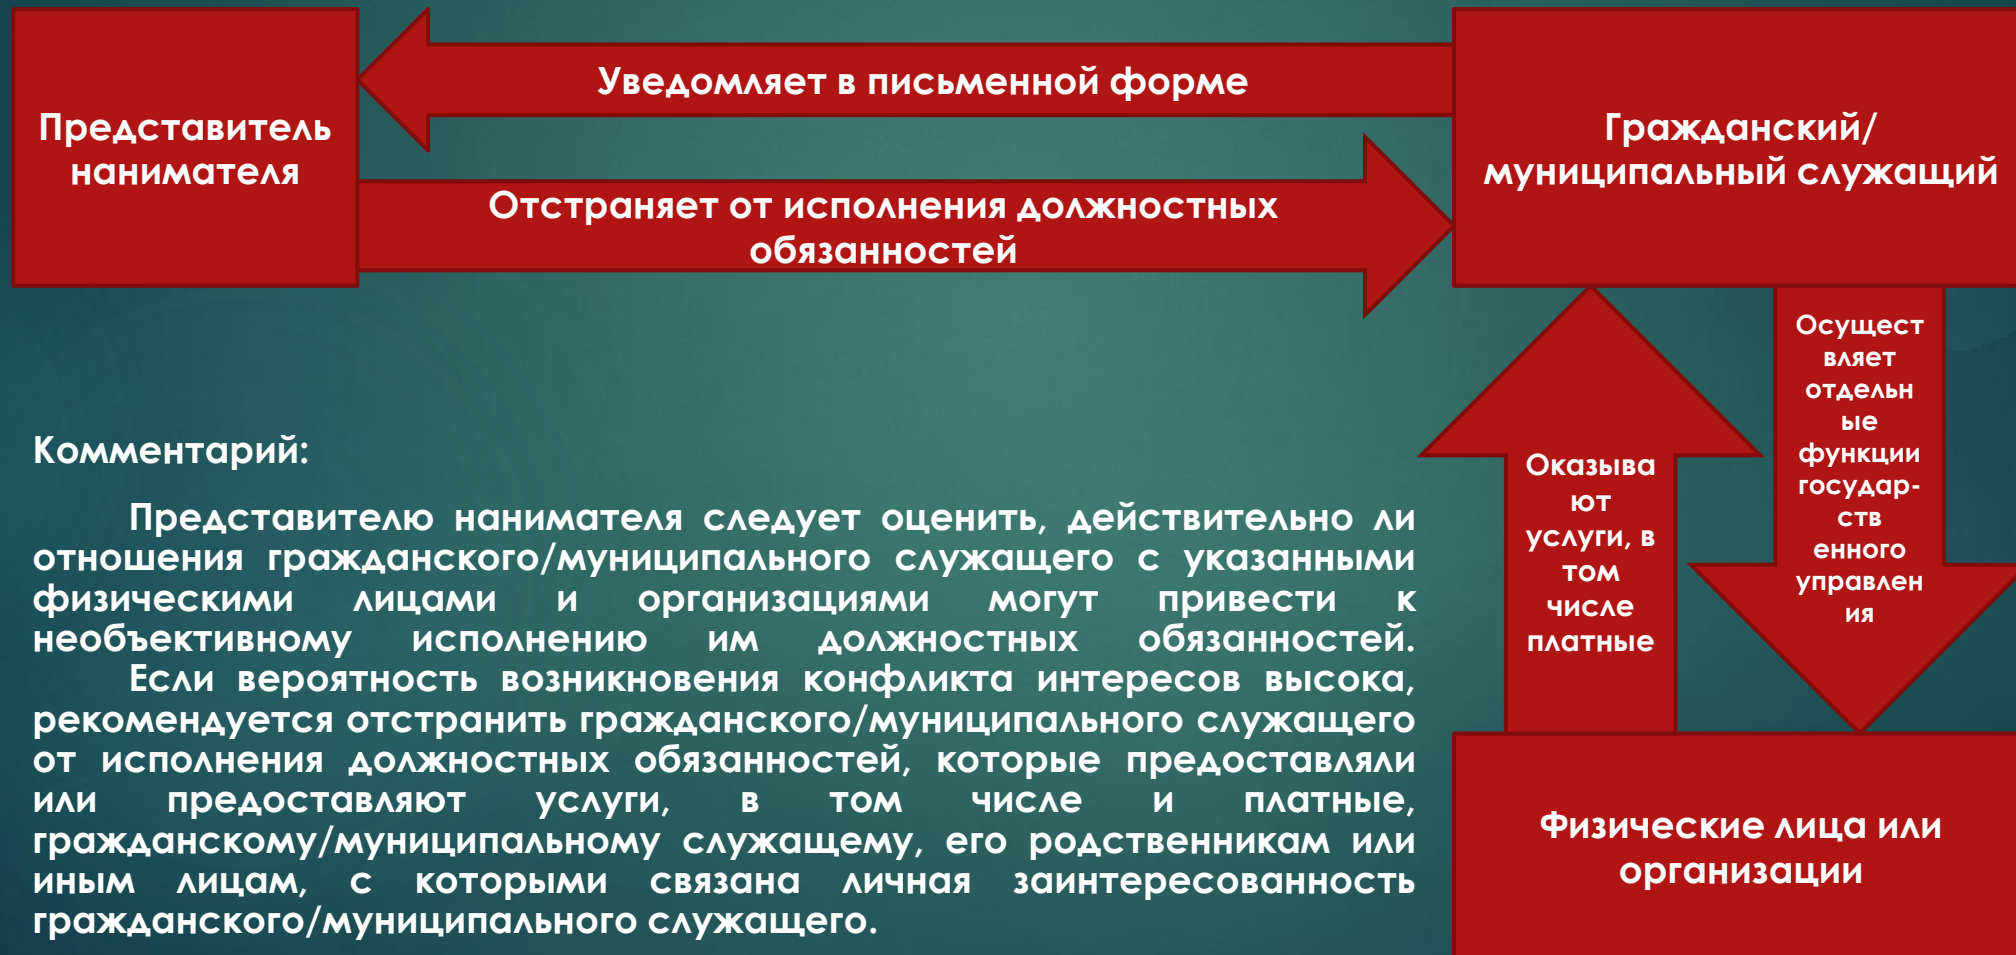 Представитель
нанимателя
Уведомляет в письменной форме
Отстраняет от исполнения должностных
обязанностей
Гражданский/
муниципальный служащий
Осущест
вляет
отдельн
ые
функции
государ-
ств
енного
управлен
ия
Оказыва
ют
услуги, в
том
числе
платные
Физические лица или
организации
Комментарий:
Представителю нанимателя следует оценить, действительно ли
отношения гражданского/муниципального служащего с указанными
физическими лицами и организациями могут привести к
необъективному исполнению им должностных обязанностей.
Если вероятность возникновения конфликта интересов высока,
рекомендуется отстранить гражданского/муниципального служащего
от исполнения должностных обязанностей, которые предоставляли
или предоставляют услуги, в том числе и платные,
гражданскому/муниципальному служащему, его родственникам или
иным лицам, с которыми связана личная заинтересованность
гражданского/муниципального служащего.